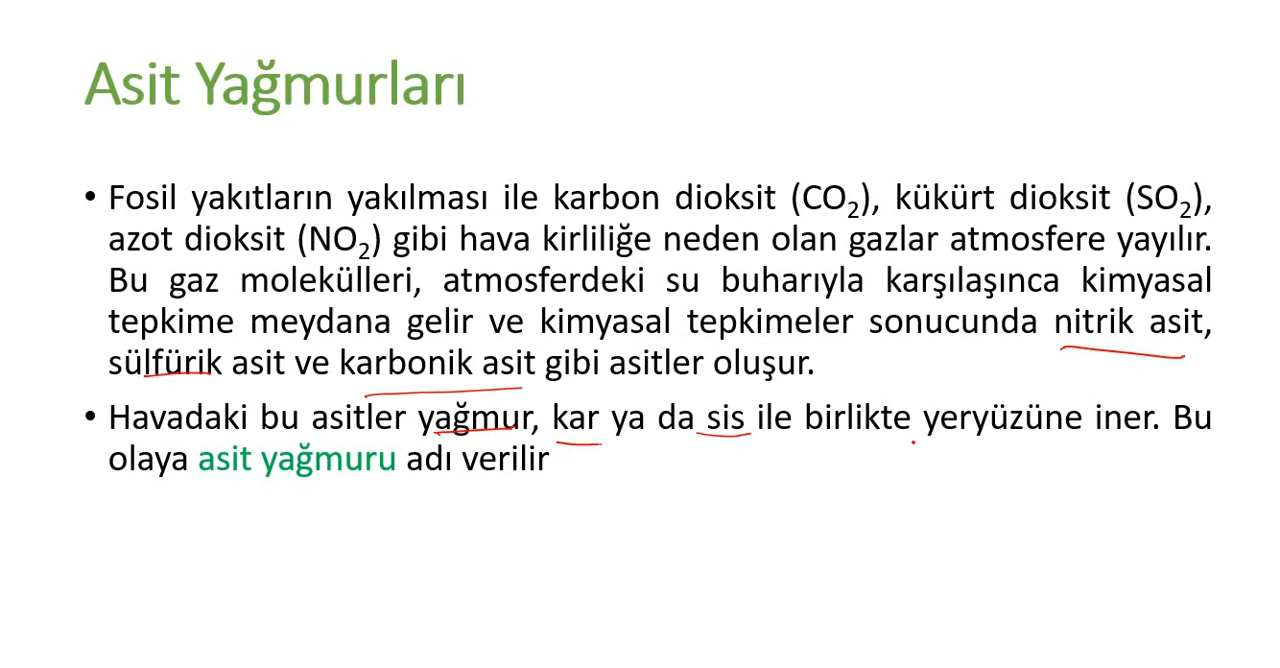 Asit Yağmurları
• Fosil yakıtların yakılması ile karbon dioksit (CO₂), kükürt dioksit (SO₂),
azot dioksit (NO₂) gibi hava kirliliğe neden olan gazlar atmosfere yayılır.
Bu gaz molekülleri, atmosferdeki su buharıyla karşılaşınca kimyasal
tepkime meydana gelir ve kimyasal tepkimeler sonucunda nitrik asit,
sülfürik asit ve karbonik asit gibi asitler oluşur.
• Havadaki bu asitler yağmur, kar ya da sis ile birlikte yeryüzüne iner. Bu
olaya asit yağmuru adı verilir